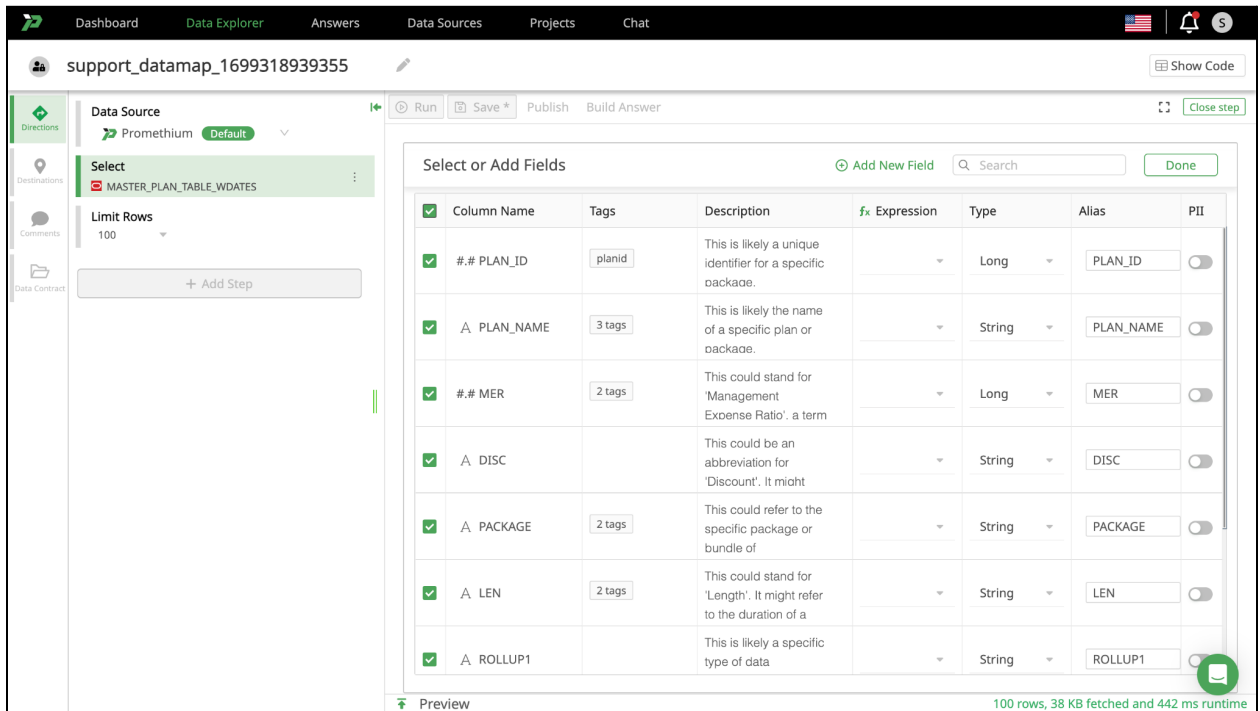 Dashboard Data Explorer Answers Data Sources Projects Chat S
support_datamap_1699318939355 Show Code
Directions
Destinations
Comments
Data Contract
Data Source
Promethium Default
Select
MASTER_PLAN_TABLE_WDATES
Limit Rows
100
+ Add Step
Run Save * Publish Build Answer Close step
Select or Add Fields Add New Field Search Done
Column Name Tags Description fx Expression Type Alias PII
#.# PLAN_ID planid Long PLAN_ID
This is likely a unique
identifier for a specific
package.
A PLAN_NAME 3 tags String PLAN_NAME
This is likely the name
of a specific plan or
package.
#.# MER 2 tags Long MER
This could stand for
'Management
Expense Ratio', a term
A DISC String DISC
This could be an
abbreviation for
'Discount'. It might
A PACKAGE 2 tags String PACKAGE
This could refer to the
specific package or
bundle of
A LEN 2 tags String LEN
This could stand for
'Length'. It might refer
to the duration of a
A ROLLUP1 String ROLLUP1
This is likely a specific
type of data
Preview 100 rows, 38 KB fetched and 442 ms runtime